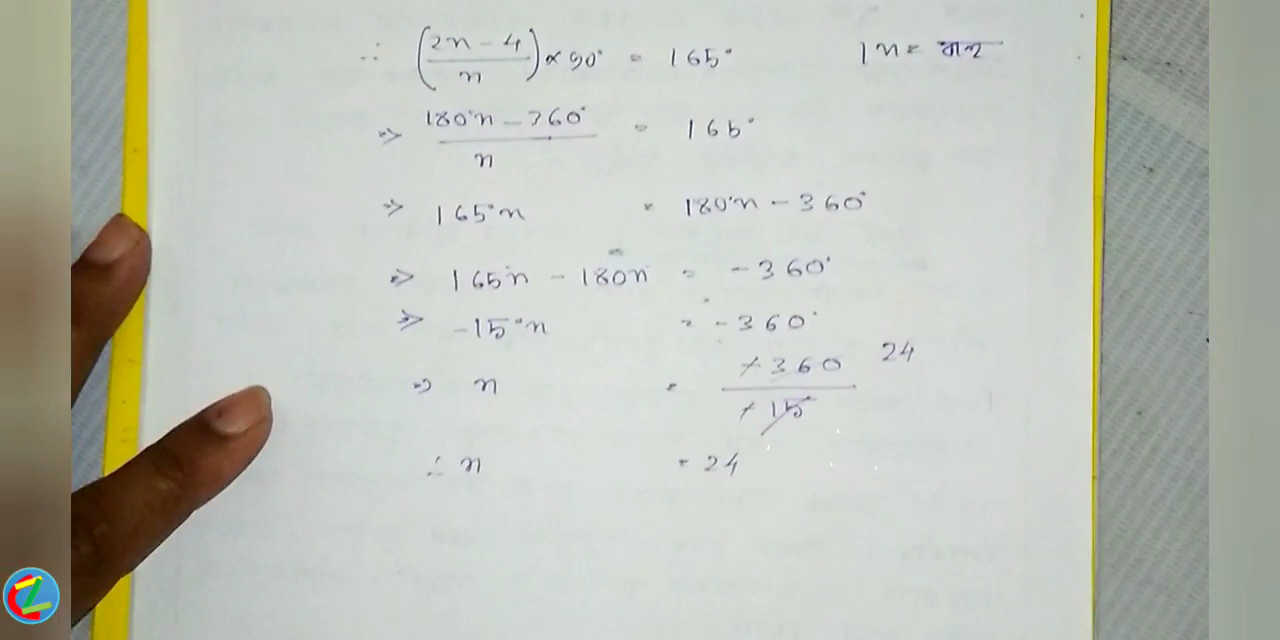 ∴ ((2n - 4)/n) × 90° = 165° | n =
⇒ (180°n - 360°)/n = 165°
⇒ 165°n = 180°n - 360°
⇒ 165°n - 180°n = -360°
⇒ -15°n = -360°
⇒ n = -360/-15 24
∴ n = 24